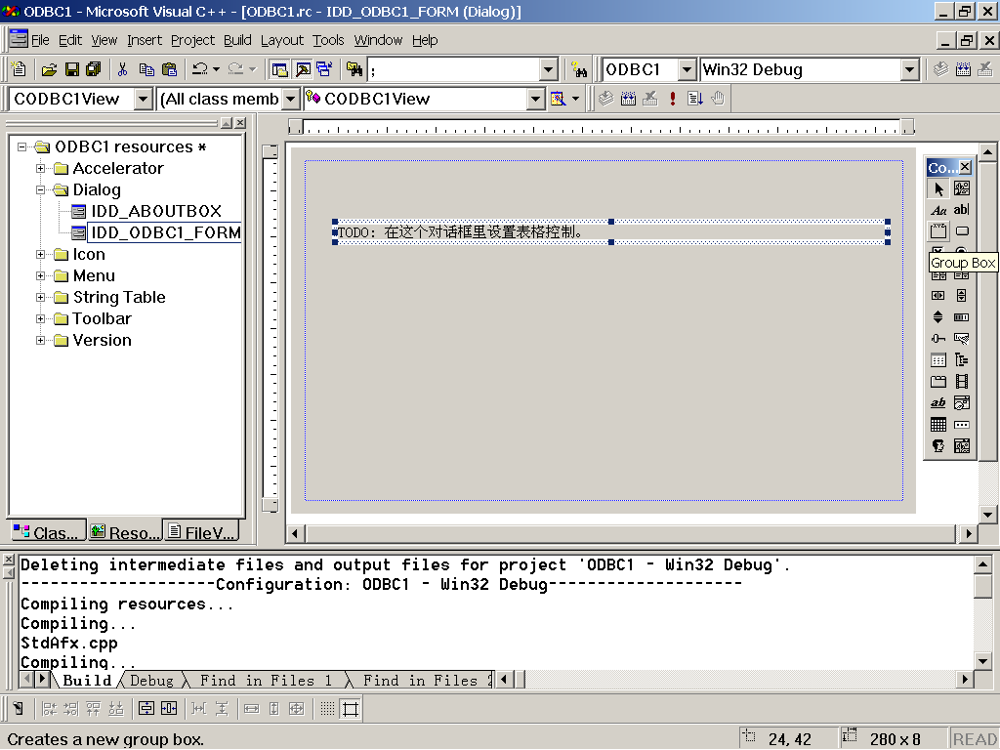 ODBC1 - Microsoft Visual C++ - [ODBC1.rc - IDD_ODBC1_FORM (Dialog)]
File Edit View Insert Project Build Layout Tools Window Help
; ODBC1 Win32 Debug
CODBC1View (All class memb CODBC1View
ODBC1 resources *
Accelerator
Dialog
IDD_ABOUTBOX
IDD_ODBC1_FORM
Icon
Menu
String Table
Toolbar
Version
Clas... Reso... FileV...
TODO: 在这个对话框里设置表格控制。
Co...
Aa ab|
XYZ
Group Box
ab
Deleting intermediate files and output files for project 'ODBC1 - Win32 Debug'.
--------------------Configuration: ODBC1 - Win32 Debug--------------------
Compiling resources...
Compiling...
StdAfx.cpp
Compiling...
Build Debug Find in Files 1 Find in Files 2
Creates a new group box. 24, 42 280 x 8 READ